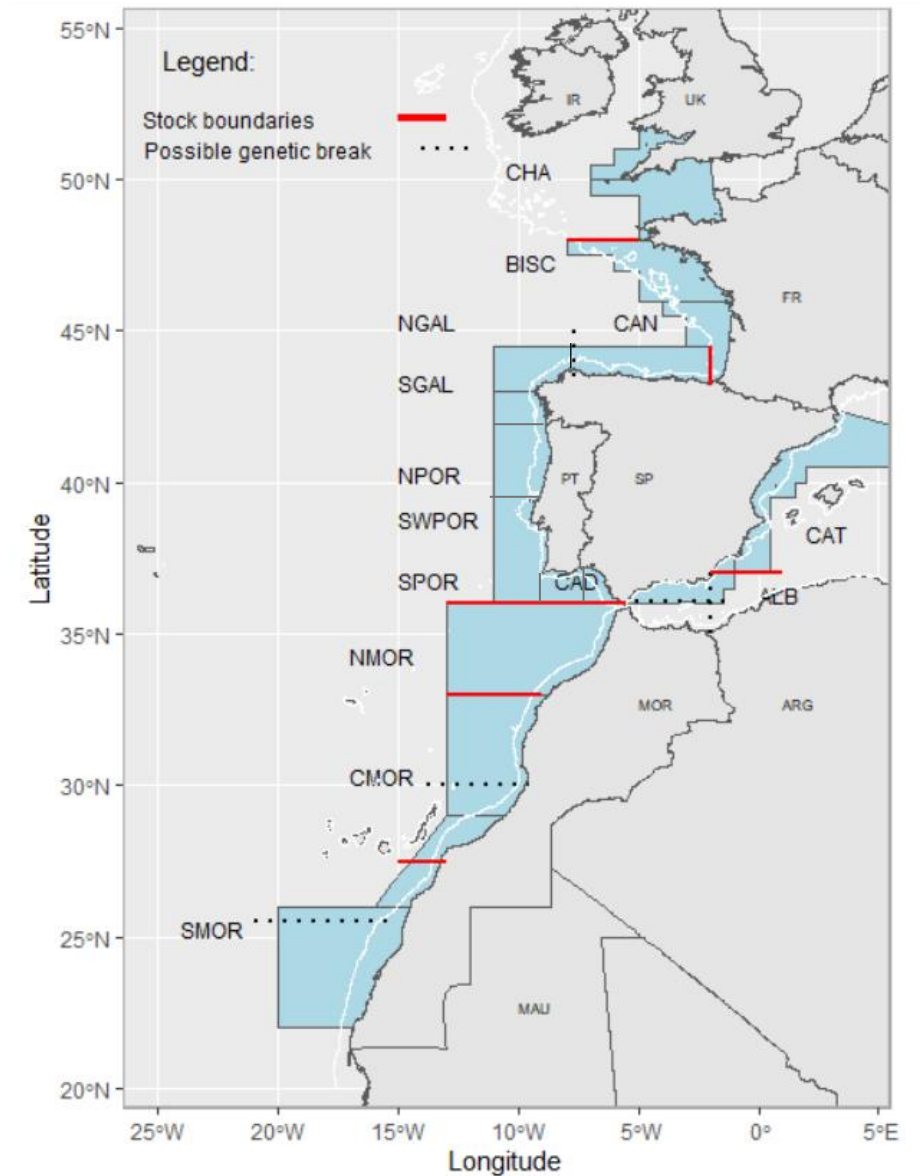 55°N
Legend:
Stock boundaries
Possible genetic break
IR
UK
50°N
CHA
BISC
FR
45°N
NGAL
CAN
SGAL
40°N
NPOR
PT
SP
SWPOR
CAT
SPOR
CAD
ALB
35°N
NMOR
MOR
ARG
30°N
CMOR
25°N
SMOR
MAU
20°N
25°W
20°W
15°W
10°W
5°W
0°
5°E
Latitude
Longitude